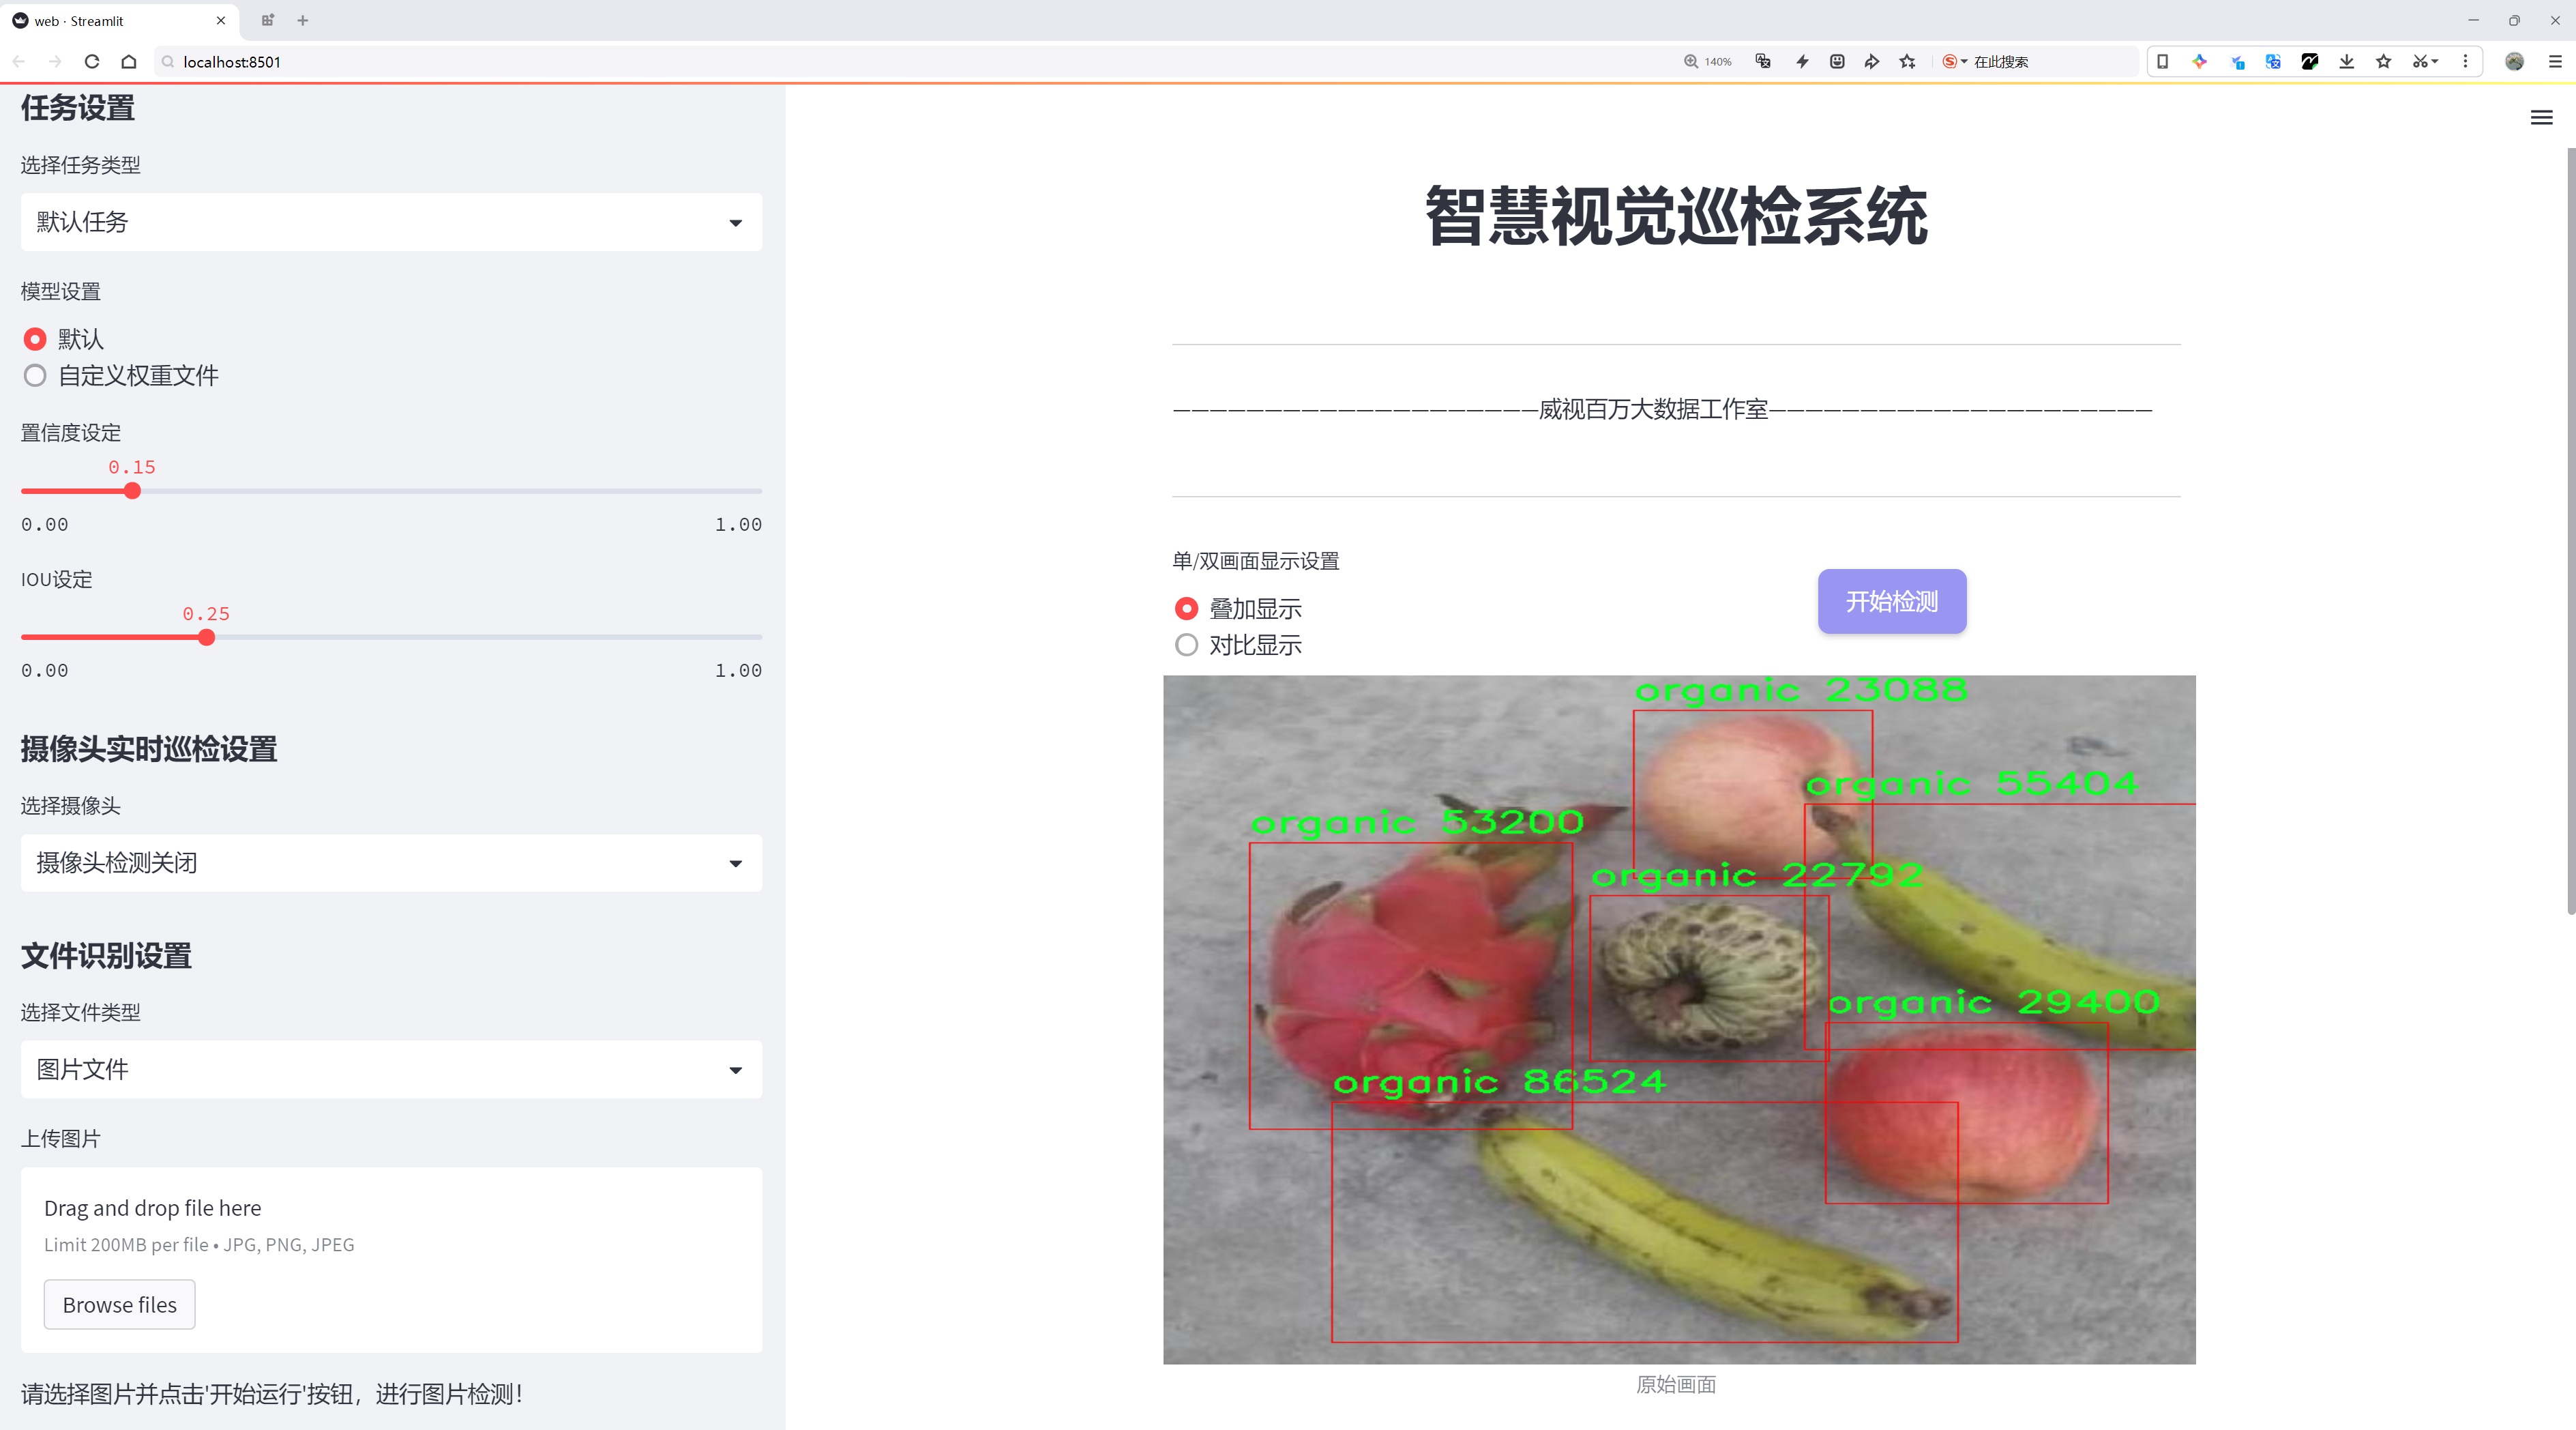 web · Streamlit
localhost:8501
140%
在此搜索
任务设置
选择任务类型
默认任务
模型设置
默认
自定义权重文件
置信度设定
0.15
0.00 1.00
IOU设定
0.25
0.00 1.00
摄像头实时巡检设置
选择摄像头
摄像头检测关闭
文件识别设置
选择文件类型
图片文件
上传图片
Drag and drop file here
Limit 200MB per file • JPG, PNG, JPEG
Browse files
请选择图片并点击'开始运行'按钮，进行图片检测！
智慧视觉巡检系统
————————————————————威视百万大数据工作室—————————————————————
单/双画面显示设置
叠加显示
对比显示
开始检测
organic 23088
organic 55404
organic 53200
organic 22792
organic 29400
organic 86524
原始画面